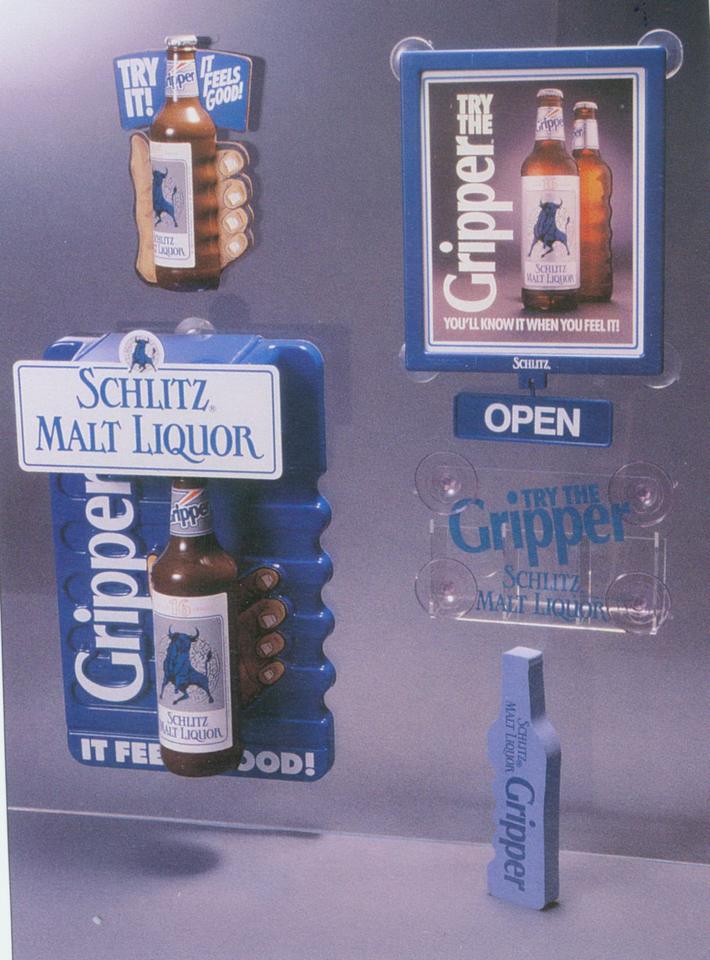 TRY
IT!
IT
FEELS
GOOD!
Gripper
SCHLITZ
MALT LIQUOR
TRY
THE
Gripper
Gripper
16
SCHLITZ
MALT LIQUOR
YOU'LL KNOW IT WHEN YOU FEEL IT!
SCHLITZ
OPEN
SCHLITZ®
MALT LIQUOR
Gripper
Gripper
16
SCHLITZ
MALT LIQUOR
IT FEE OOD!
TRY THE
Gripper
SCHLITZ
MALT LIQUOR
SCHLITZ®
MALT LIQUOR
Gripper